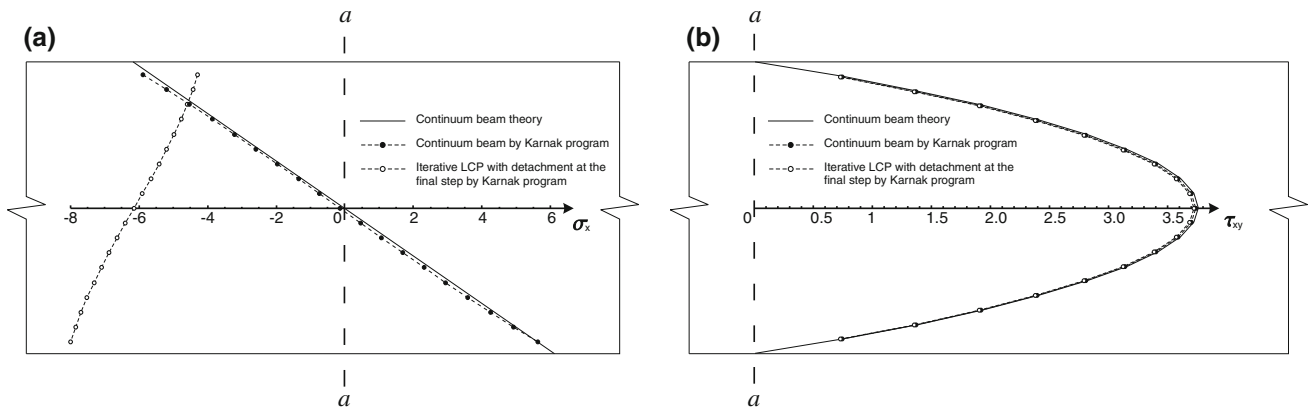 (a)
a
Continuum beam theory
Continuum beam by Karnak program
Iterative LCP with detachment at the
final step by Karnak program
-8 -6 -4 -2 0 2 4 6
σx
a
(b)
a
Continuum beam theory
Continuum beam by Karnak program
Iterative LCP with detachment at the
final step by Karnak program
0 0.5 1 1.5 2.0 2.5 3.0 3.5
τxy
a